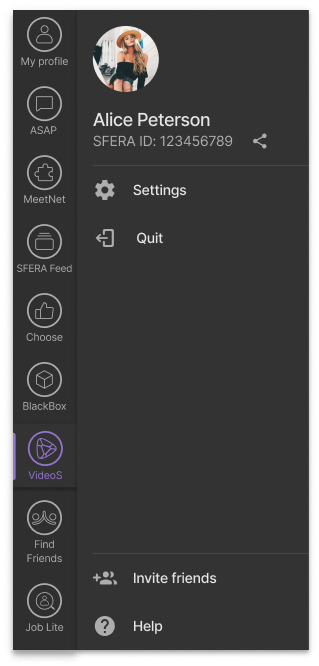 My profile
ASAP
MeetNet
SFERA Feed
Choose
BlackBox
VideoS
Find
Friends
Job Lite
Alice Peterson
SFERA ID: 123456789
Settings
Quit
Invite friends
Help